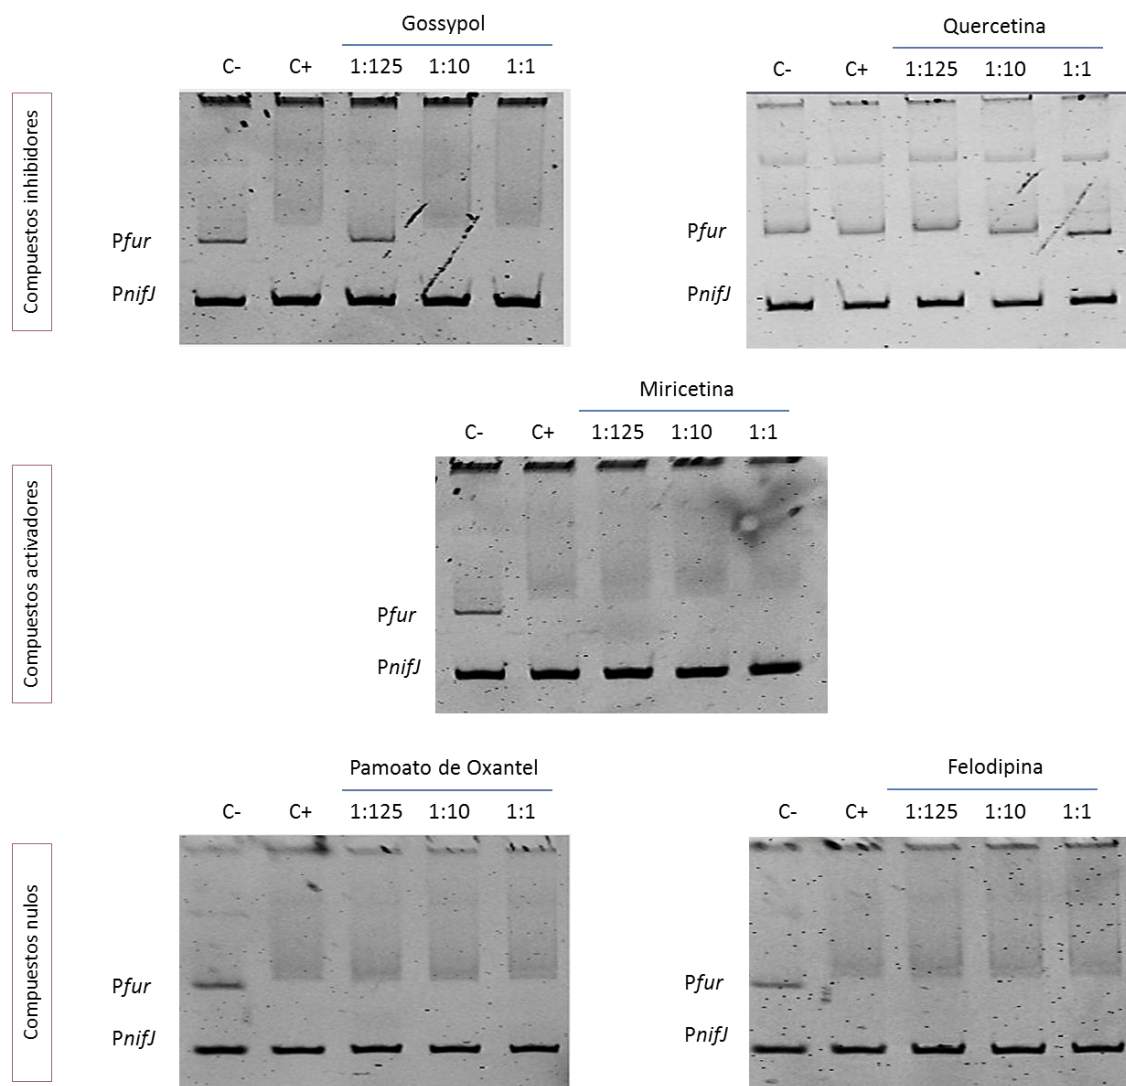 Gossypol
C- C+ 1:125 1:10 1:1
Quercetina
C- C+ 1:125 1:10 1:1
Compuestos inhibidores
Pfur
PnifJ
Pfur
PnifJ
Miricetina
C- C+ 1:125 1:10 1:1
Compuestos activadores
Pfur
PnifJ
Pamoato de Oxantel
C- C+ 1:125 1:10 1:1
Felodipina
C- C+ 1:125 1:10 1:1
Compuestos nulos
Pfur
PnifJ
Pfur
PnifJ